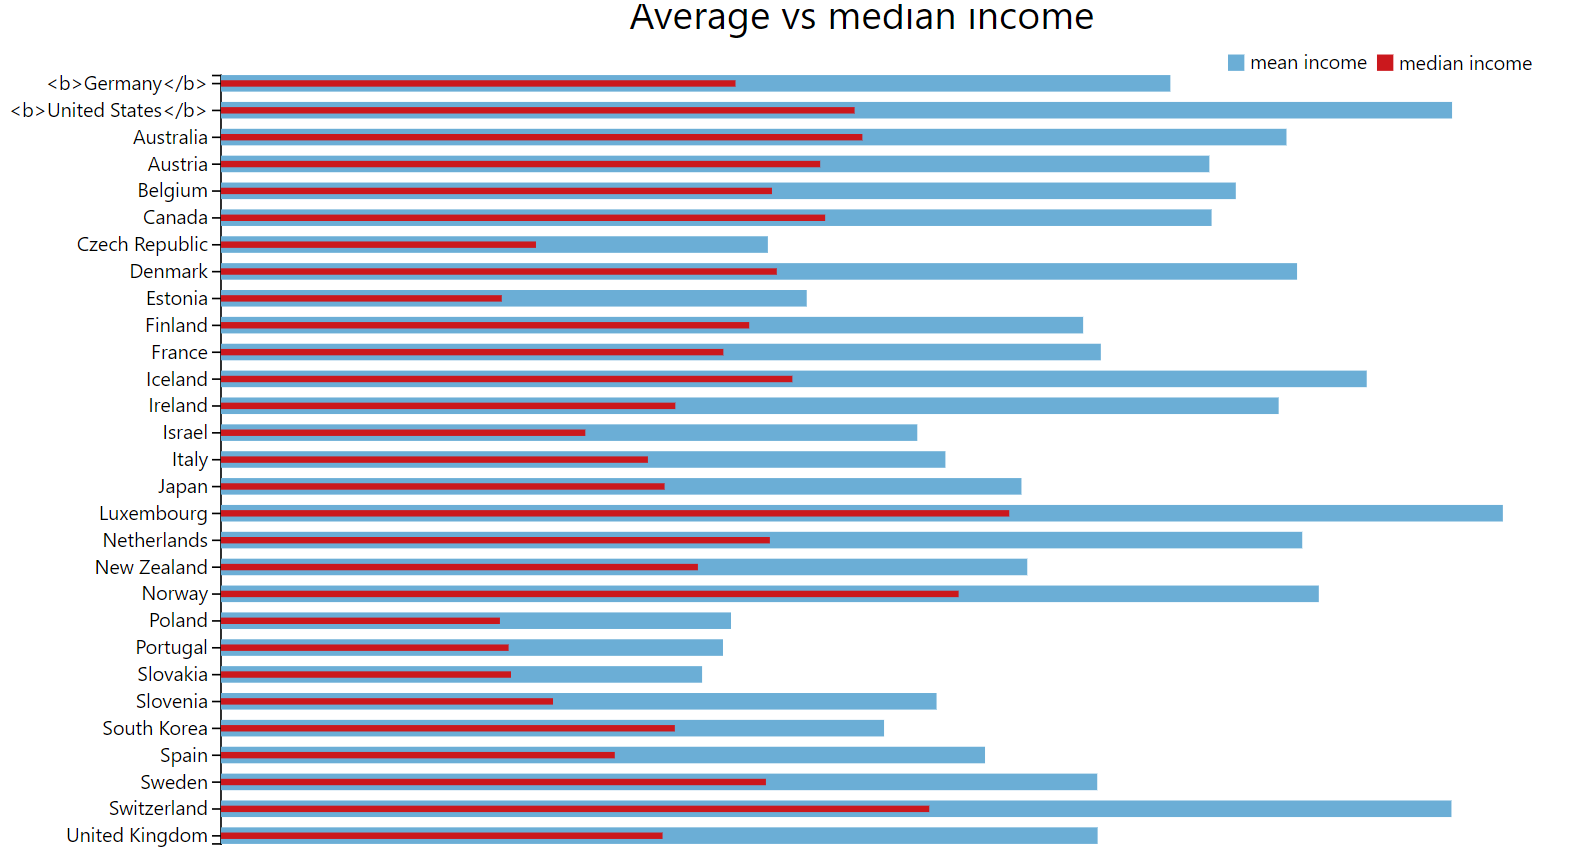 Average vs median income
mean income
median income
<b>Germany</b>
<b>United States</b>
Australia
Austria
Belgium
Canada
Czech Republic
Denmark
Estonia
Finland
France
Iceland
Ireland
Israel
Italy
Japan
Luxembourg
Netherlands
New Zealand
Norway
Poland
Portugal
Slovakia
Slovenia
South Korea
Spain
Sweden
Switzerland
United Kingdom